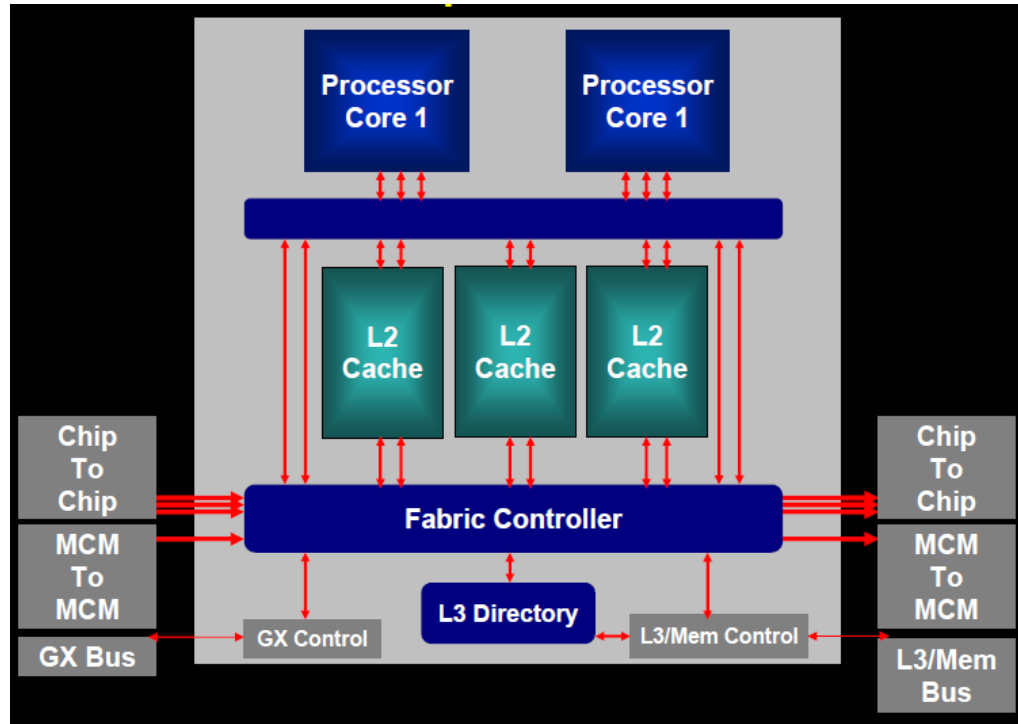 Processor
Core 1
Processor
Core 1
L2
Cache
L2
Cache
L2
Cache
Chip
To
Chip
MCM
To
MCM
GX Bus
Fabric Controller
L3 Directory
GX Control
L3/Mem Control
Chip
To
Chip
MCM
To
MCM
L3/Mem
Bus